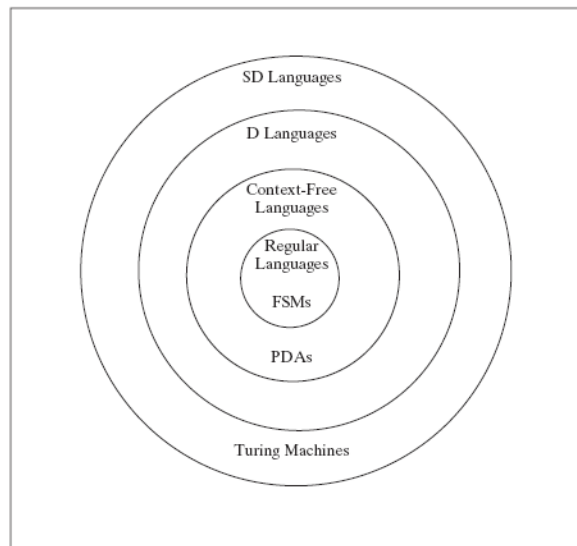 SD Languages
D Languages
Context-Free
Languages
Regular
Languages
FSMs
PDAs
Turing Machines